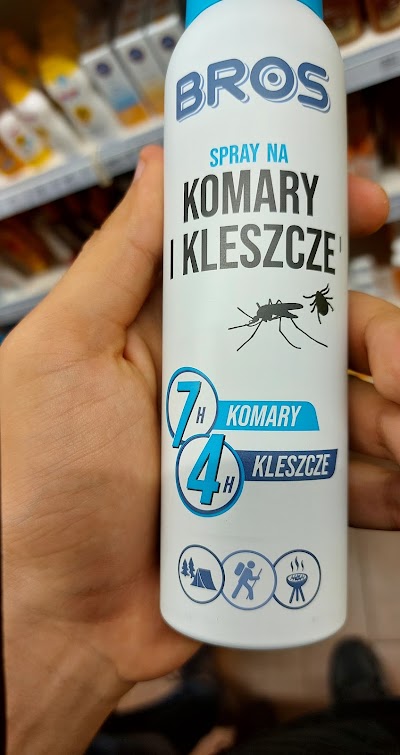 BROS
SPRAY NA
KOMARY
I KLESZCZE
7H KOMARY
4H KLESZCZE